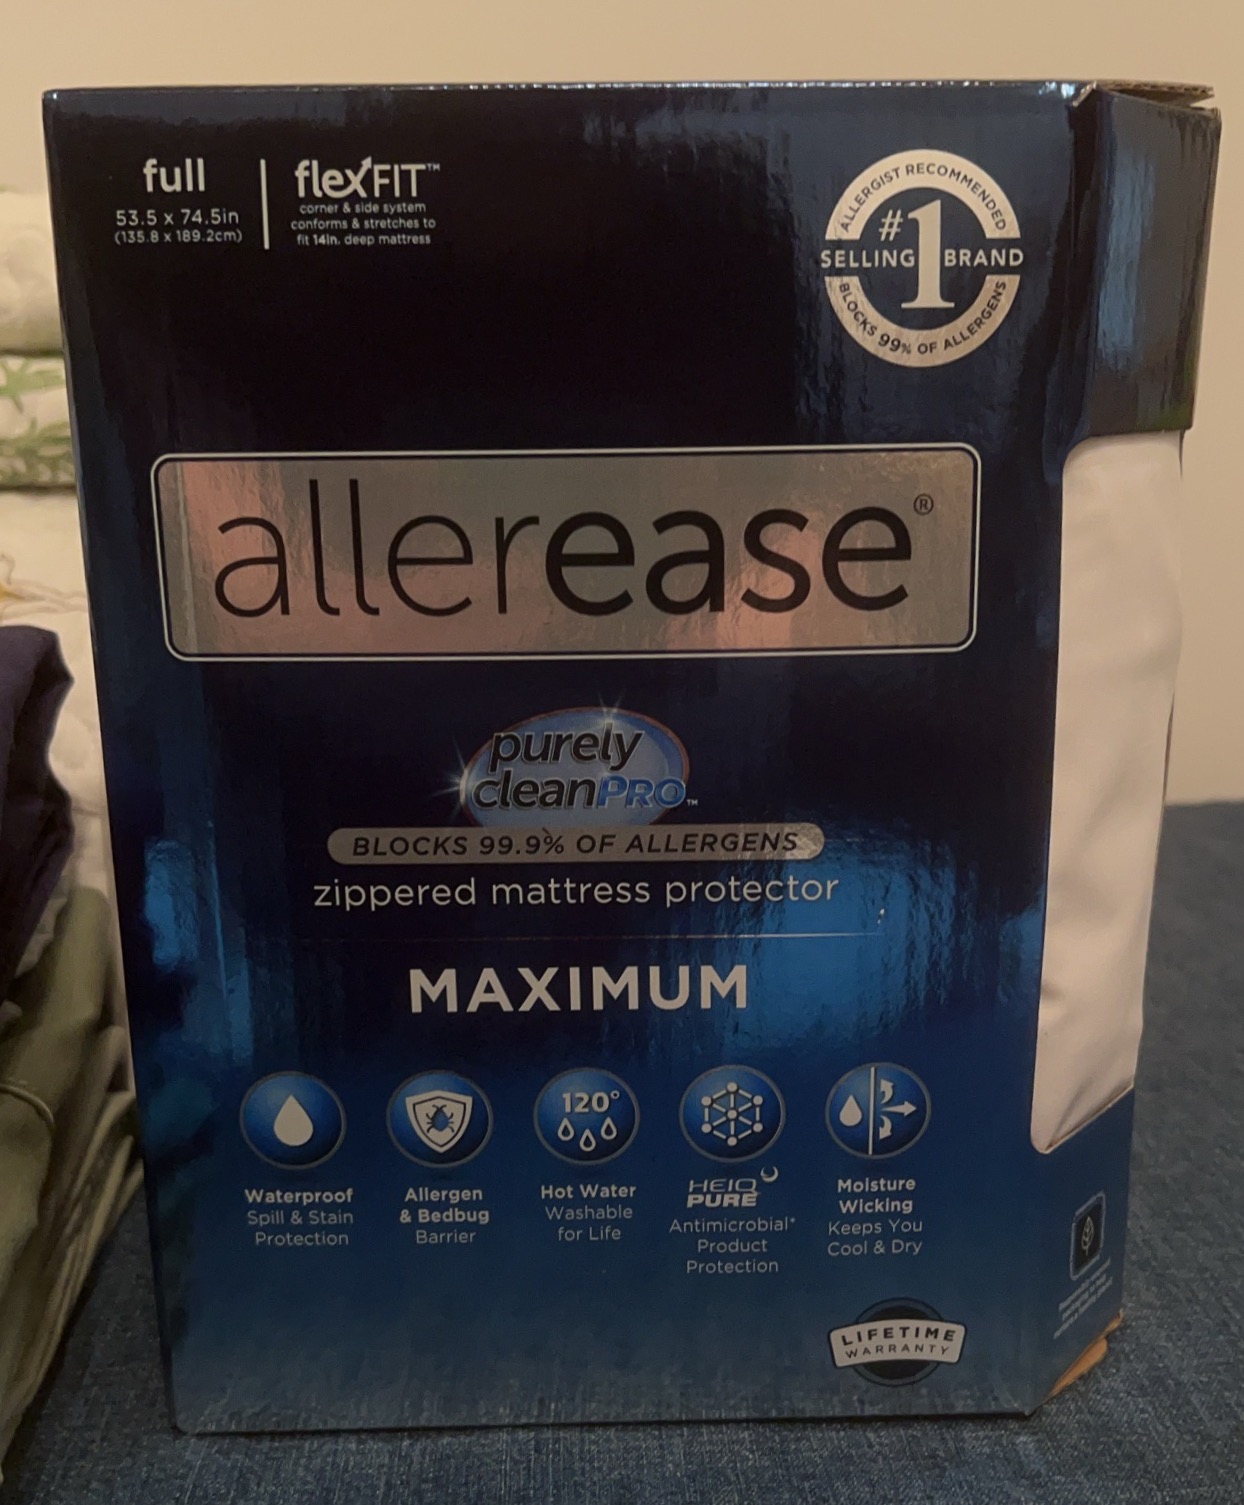 full
53.5 x 74.5in
(135.8 x 189.2cm)
flexFIT™
corner & side system
conforms & stretches to
fit 14in. deep mattress
ALLERGIST RECOMMENDED
#1
SELLING BRAND
BLOCKS 99% OF ALLERGENS
allerease®
purely
cleanPRO™
BLOCKS 99.9% OF ALLERGENS
zippered mattress protector
MAXIMUM
Waterproof
Spill & Stain
Protection
Allergen
& Bedbug
Barrier
120°
Hot Water
Washable
for Life
HEIQ
PURE
Antimicrobial*
Product
Protection
Moisture
Wicking
Keeps You
Cool & Dry
LIFETIME
WARRANTY